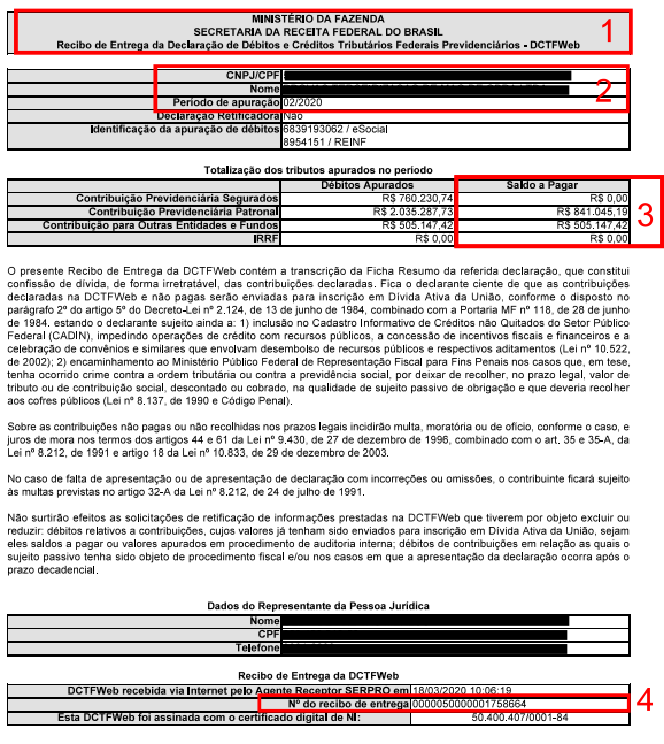 MINISTÉRIO DA FAZENDA
SECRETARIA DA RECEITA FEDERAL DO BRASIL
Recibo de Entrega da Declaração de Débitos e Créditos Tributários Federais Previdenciários - DCTFWeb
1
CNPJ/CPF
Nome
2
Período de apuração 02/2020
Declaração Retificadora Não
Identificação da apuração de débitos 6839193062 / eSocial
8954151 / REINF
Totalização dos tributos apurados no período
Débitos Apurados Saldo a Pagar
Contribuição Previdenciária Segurados R$ 760.230,74 R$ 0,00
Contribuição Previdenciária Patronal R$ 2.035.287,73 R$ 841.045,19
3
Contribuição para Outras Entidades e Fundos R$ 505.147,42 R$ 505.147,42
IRRF R$ 0,00 R$ 0,00
O presente Recibo de Entrega da DCTFWeb contém a transcrição da Ficha Resumo da referida declaração, que constitui
confissão de dívida, de forma irretratável, das contribuições declaradas. Fica o declarante ciente de que as contribuições
declaradas na DCTFWeb e não pagas serão enviadas para inscrição em Dívida Ativa da União, conforme o disposto no
parágrafo 2º do artigo 5º do Decreto-Lei nº 2.124, de 13 de junho de 1984, combinado com a Portaria MF nº 118, de 28 de junho
de 1984, estando o declarante sujeito ainda a: 1) inclusão no Cadastro Informativo de Créditos não Quitados do Setor Público
Federal (CADIN), impedindo operações de crédito com recursos públicos, a concessão de incentivos fiscais e financeiros e a
celebração de convênios e similares que envolvam desembolso de recursos públicos e respectivos aditamentos (Lei nº 10.522,
de 2002); 2) encaminhamento ao Ministério Público Federal de Representação Fiscal para Fins Penais nos casos que, em tese,
tenha ocorrido crime contra a ordem tributária ou contra a previdência social, por deixar de recolher, no prazo legal, valor de
tributo ou de contribuição social, descontado ou cobrado, na qualidade de sujeito passivo de obrigação e que deveria recolher
aos cofres públicos (Lei nº 8.137, de 1990 e Código Penal).
Sobre as contribuições não pagas ou não recolhidas nos prazos legais incidirão multa, moratória ou de ofício, conforme o caso, e
juros de mora nos termos dos artigos 44 e 61 da Lei nº 9.430, de 27 de dezembro de 1996, combinado com o art. 35 e 35-A, da
Lei nº 8.212, de 1991 e artigo 18 da Lei nº 10.833, de 29 de dezembro de 2003.
No caso de falta de apresentação ou de apresentação de declaração com incorreções ou omissões, o contribuinte ficará sujeito
às multas previstas no artigo 32-A da Lei nº 8.212, de 24 de julho de 1991.
Não surtirão efeitos as solicitações de retificação de informações prestadas na DCTFWeb que tiverem por objeto excluir ou
reduzir: débitos relativos a contribuições, cujos valores já tenham sido enviados para inscrição em Dívida Ativa da União, sejam
eles saldos a pagar ou valores apurados em procedimento de auditoria interna; débitos de contribuições em relação as quais o
sujeito passivo tenha sido objeto de procedimento fiscal e/ou nos casos em que a apresentação da declaração ocorra após o
prazo decadencial.
Dados do Representante da Pessoa Jurídica
Nome
CPF
Telefone
Recibo de Entrega da DCTFWeb
DCTFWeb recebida via Internet pelo Agente Receptor SERPRO em 18/03/2020 10:06:19
Nº do recibo de entrega 0000050000001758664
4
Esta DCTFWeb foi assinada com o certificado digital de NI: 50.400.407/0001-84